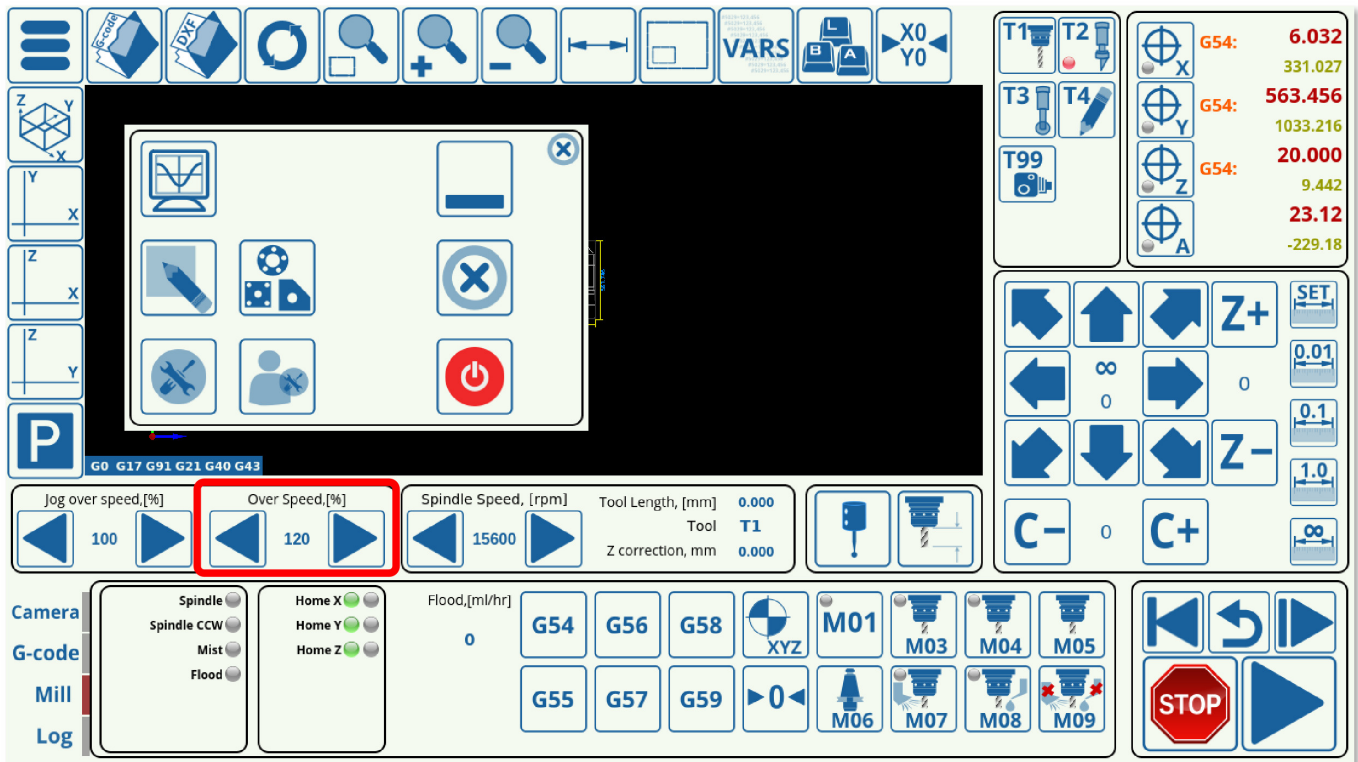 G-code
DXF
VARS
L
B
A
X0
Y0
Z
Y
X
Y
X
Z
X
Z
Y
P
T1
T2
T3
T4
T99
X
G54:
6.032
331.027
Y
G54:
563.456
1033.216
Z
G54:
20.000
9.442
A
23.12
-229.18
G0 G17 G91 G21 G40 G43
Z+
SET
∞
0
0
0.01
0.1
Z-
1.0
C-
0
C+
∞
Jog over speed,[%]
100
Over Speed,[%]
120
Spindle Speed, [rpm]
15600
Tool Length, [mm] 0.000
Tool T1
Z correction, mm 0.000
Camera
G-code
Mill
Log
Spindle
Spindle CCW
Mist
Flood
Home X
Home Y
Home Z
Flood,[ml/hr]
0
G54
G56
G58
XYZ
M01
M03
M04
M05
G55
G57
G59
0
M06
M07
M08
M09
STOP